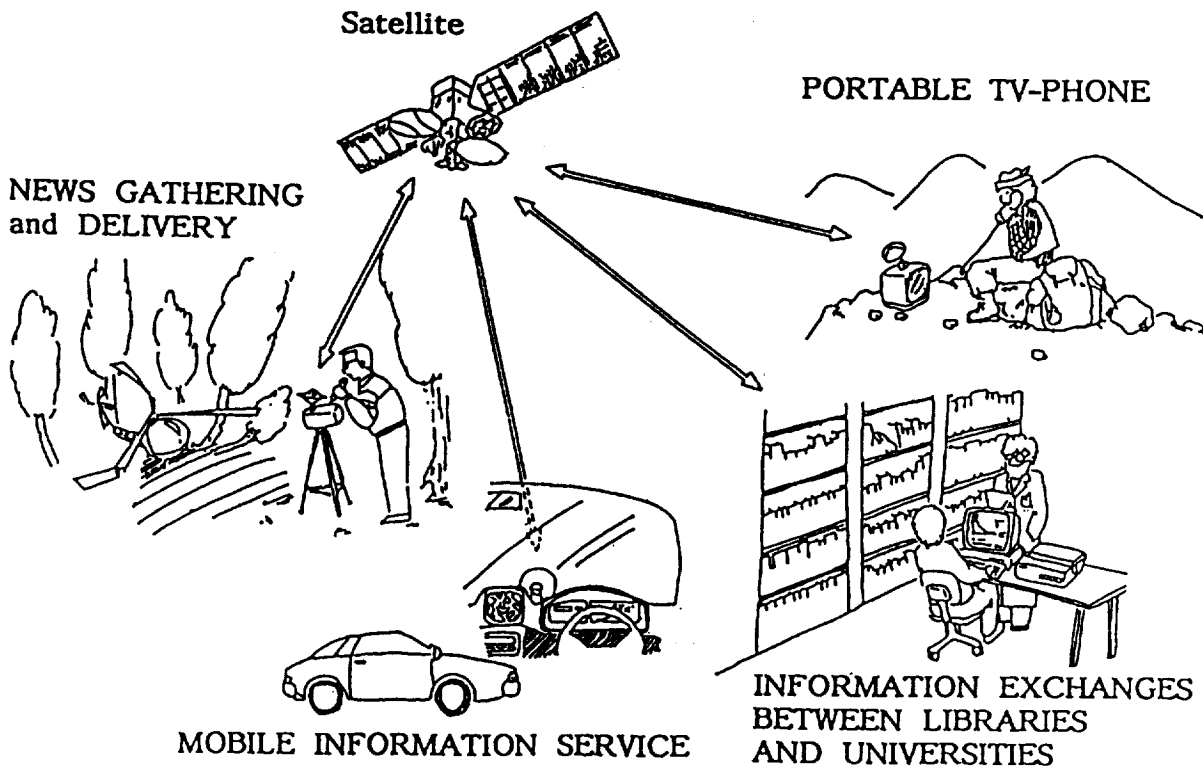 Satellite
PORTABLE TV-PHONE
NEWS GATHERING
and DELIVERY
MOBILE INFORMATION SERVICE
INFORMATION EXCHANGES
BETWEEN LIBRARIES
AND UNIVERSITIES